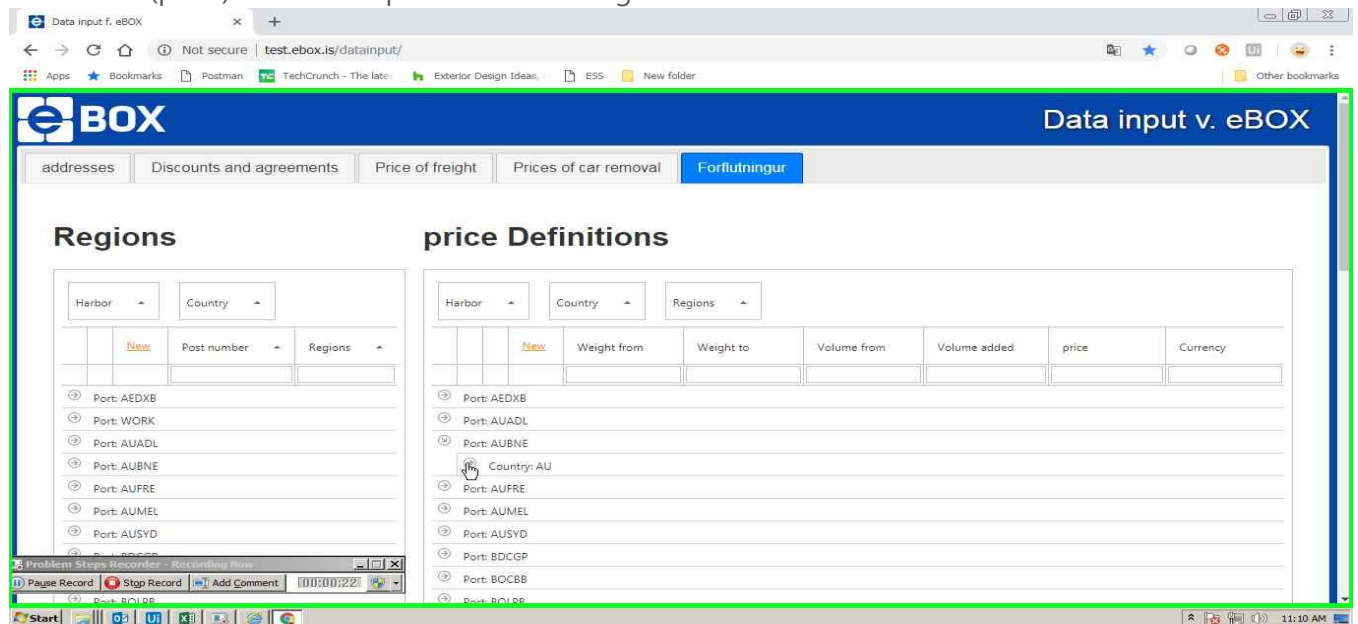 Data input f. eBOX
Not secure | test.ebox.is/datainput/
Apps Bookmarks Postman TechCrunch - The late Exterior Design Ideas, ESS New folder Other bookmarks
eBOX Data input v. eBOX
addresses Discounts and agreements Price of freight Prices of car removal Forflutningur
Regions price Definitions
Harbor Country Harbor Country Regions
New Post number Regions New Weight from Weight to Volume from Volume added price Currency
Port: AEDXB Port: AEDXB
Port: WORK Port: AUADL
Port: AUADL Port: AUBNE
Port: AUBNE Country: AU
Port: AUFRE Port: AUFRE
Port: AUMEL Port: AUMEL
Port: AUSYD Port: AUSYD
Port: BDCGP
Problem Steps Recorder - Recording Now
Pause Record Stop Record Add Comment 00:00:22 Port: BOCBB
Port: BOLPB Port: BOLPB
Start 11:10 AM